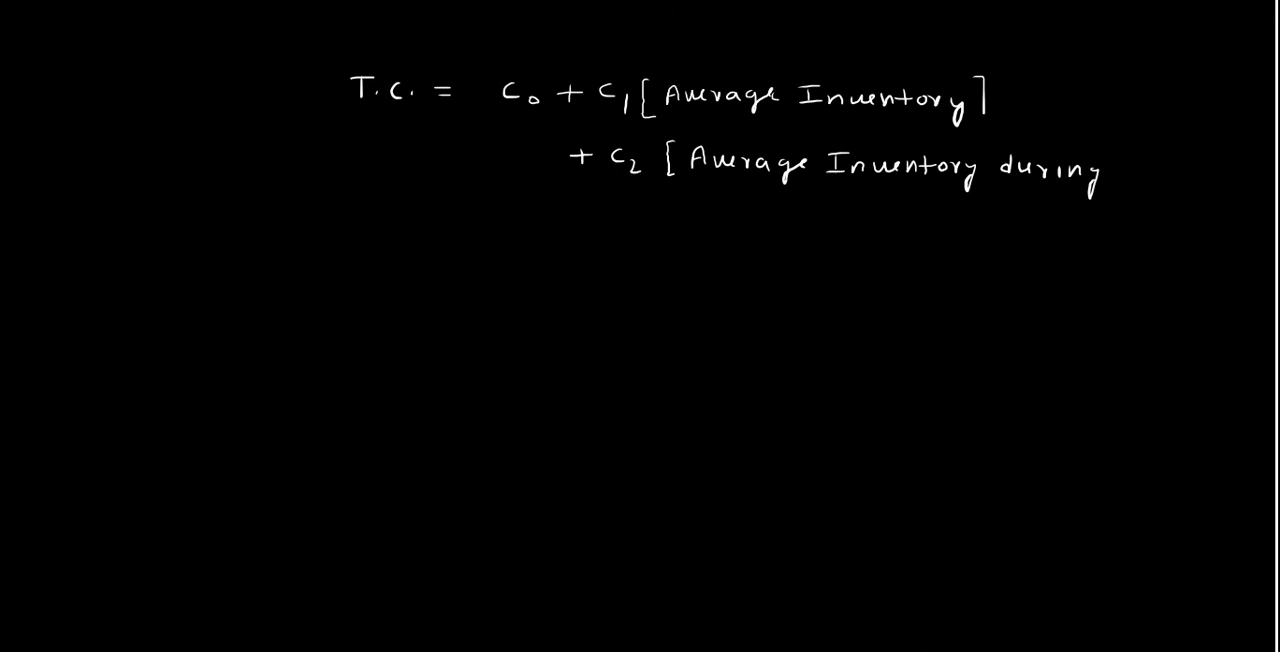 T.C. = C₀ + C₁ [Average Inventory]
+ C₂ [Average Inventory during